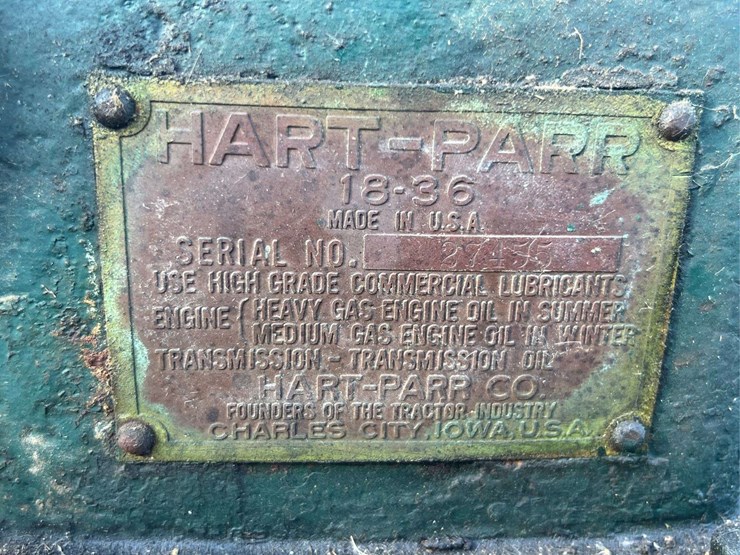 HART-PARR
18-36
MADE IN U.S.A
SERIAL NO.
USE HIGH GRADE COMMERCIAL LUBRICANTS
ENGINE { HEAVY GAS ENGINE OIL IN SUMMER
MEDIUM GAS ENGINE OIL IN WINTER
TRANSMISSION - TRANSMISSION OIL
HART-PARR CO.
FOUNDERS OF THE TRACTOR INDUSTRY
CHARLES CITY, IOWA, U.S.A.